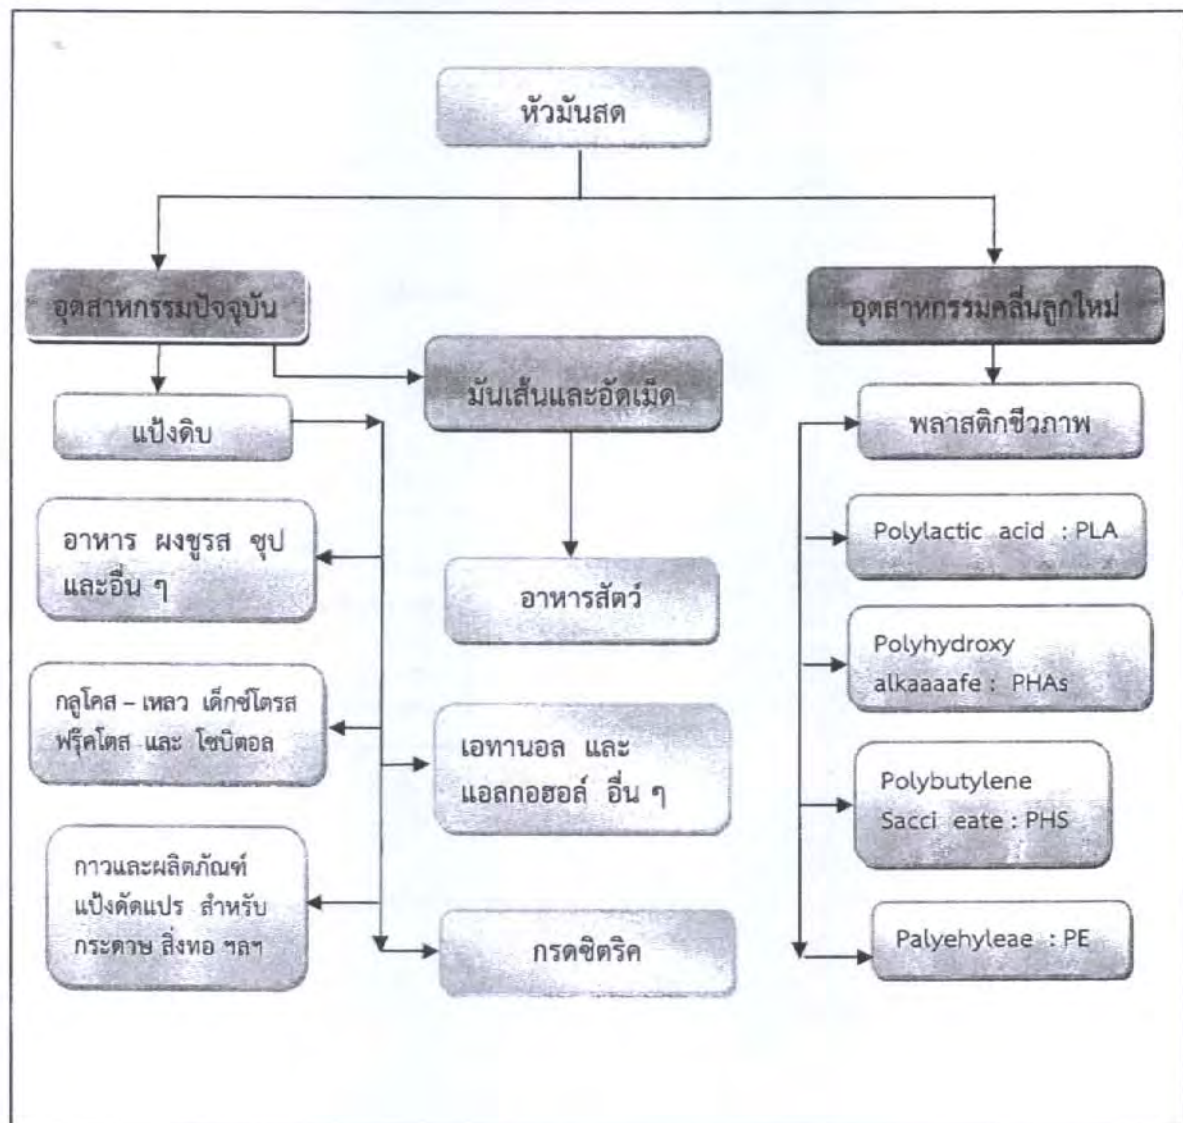 หัวมันสด
อุตสาหกรรมปัจจุบัน
อุตสาหกรรมคลื่นลูกใหม่
มันเส้นและอัดเม็ด
แป้งดิบ
พลาสติกชีวภาพ
อาหาร ผงชูรส ซุป
และอื่น ๆ
Polylactic acid : PLA
อาหารสัตว์
Polyhydroxy
alkaaaafe : PHAs
กลูโคส – เหลว เด็กซ์โตรส
ฟรุ๊คโตส และ โซบิตอล
เอทานอล และ
แอลกอฮอล์ อื่น ๆ
Polybutylene
Sacci eate : PHS
กาวและผลิตภัณฑ์
แป้งดัดแปร สำหรับ
กระดาษ สิ่งทอ ฯลฯ
กรดซิตริค
Palyehyleae : PE